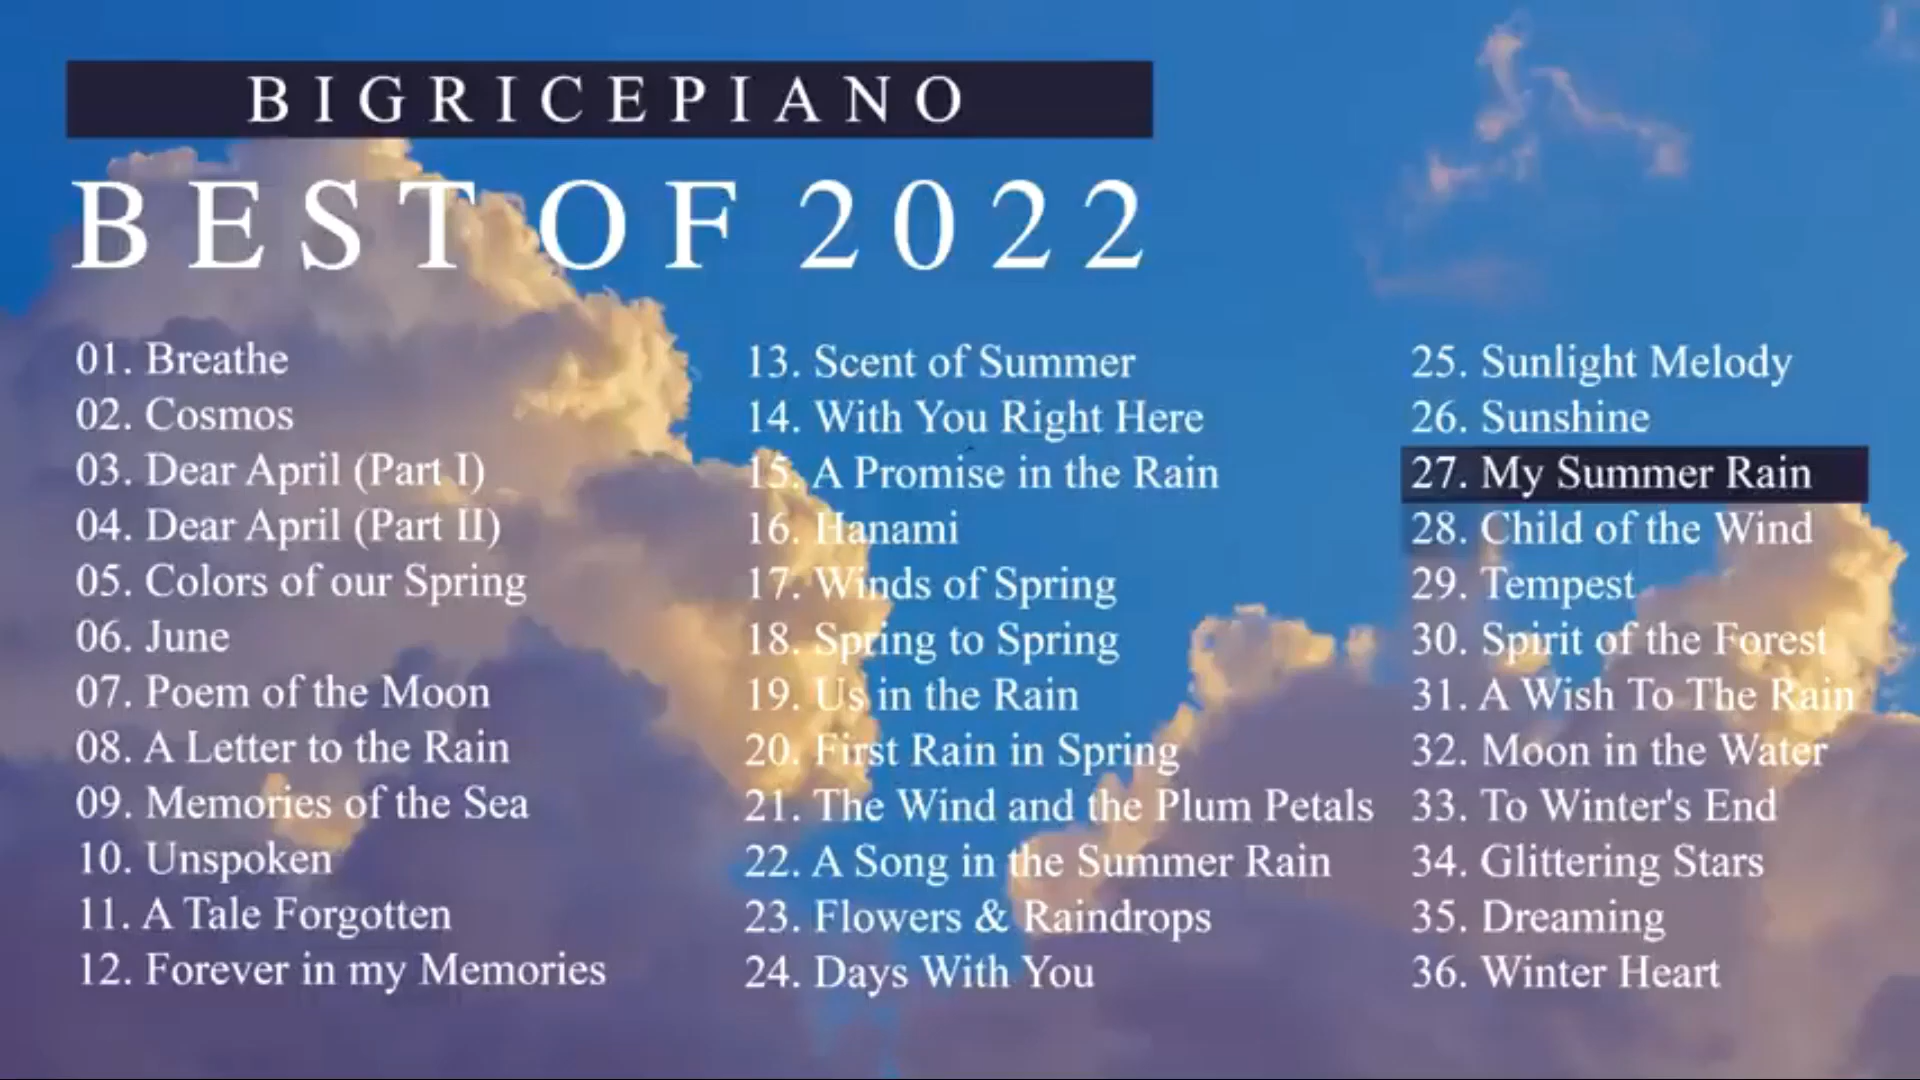 BIGRICEPIANO
BEST OF 2022
01. Breathe
02. Cosmos
03. Dear April (Part I)
04. Dear April (Part II)
05. Colors of our Spring
06. June
07. Poem of the Moon
08. A Letter to the Rain
09. Memories of the Sea
10. Unspoken
11. A Tale Forgotten
12. Forever in my Memories
13. Scent of Summer
14. With You Right Here
15. A Promise in the Rain
16. Hanami
17. Winds of Spring
18. Spring to Spring
19. Us in the Rain
20. First Rain in Spring
21. The Wind and the Plum Petals
22. A Song in the Summer Rain
23. Flowers & Raindrops
24. Days With You
25. Sunlight Melody
26. Sunshine
27. My Summer Rain
28. Child of the Wind
29. Tempest
30. Spirit of the Forest
31. A Wish To The Rain
32. Moon in the Water
33. To Winter's End
34. Glittering Stars
35. Dreaming
36. Winter Heart